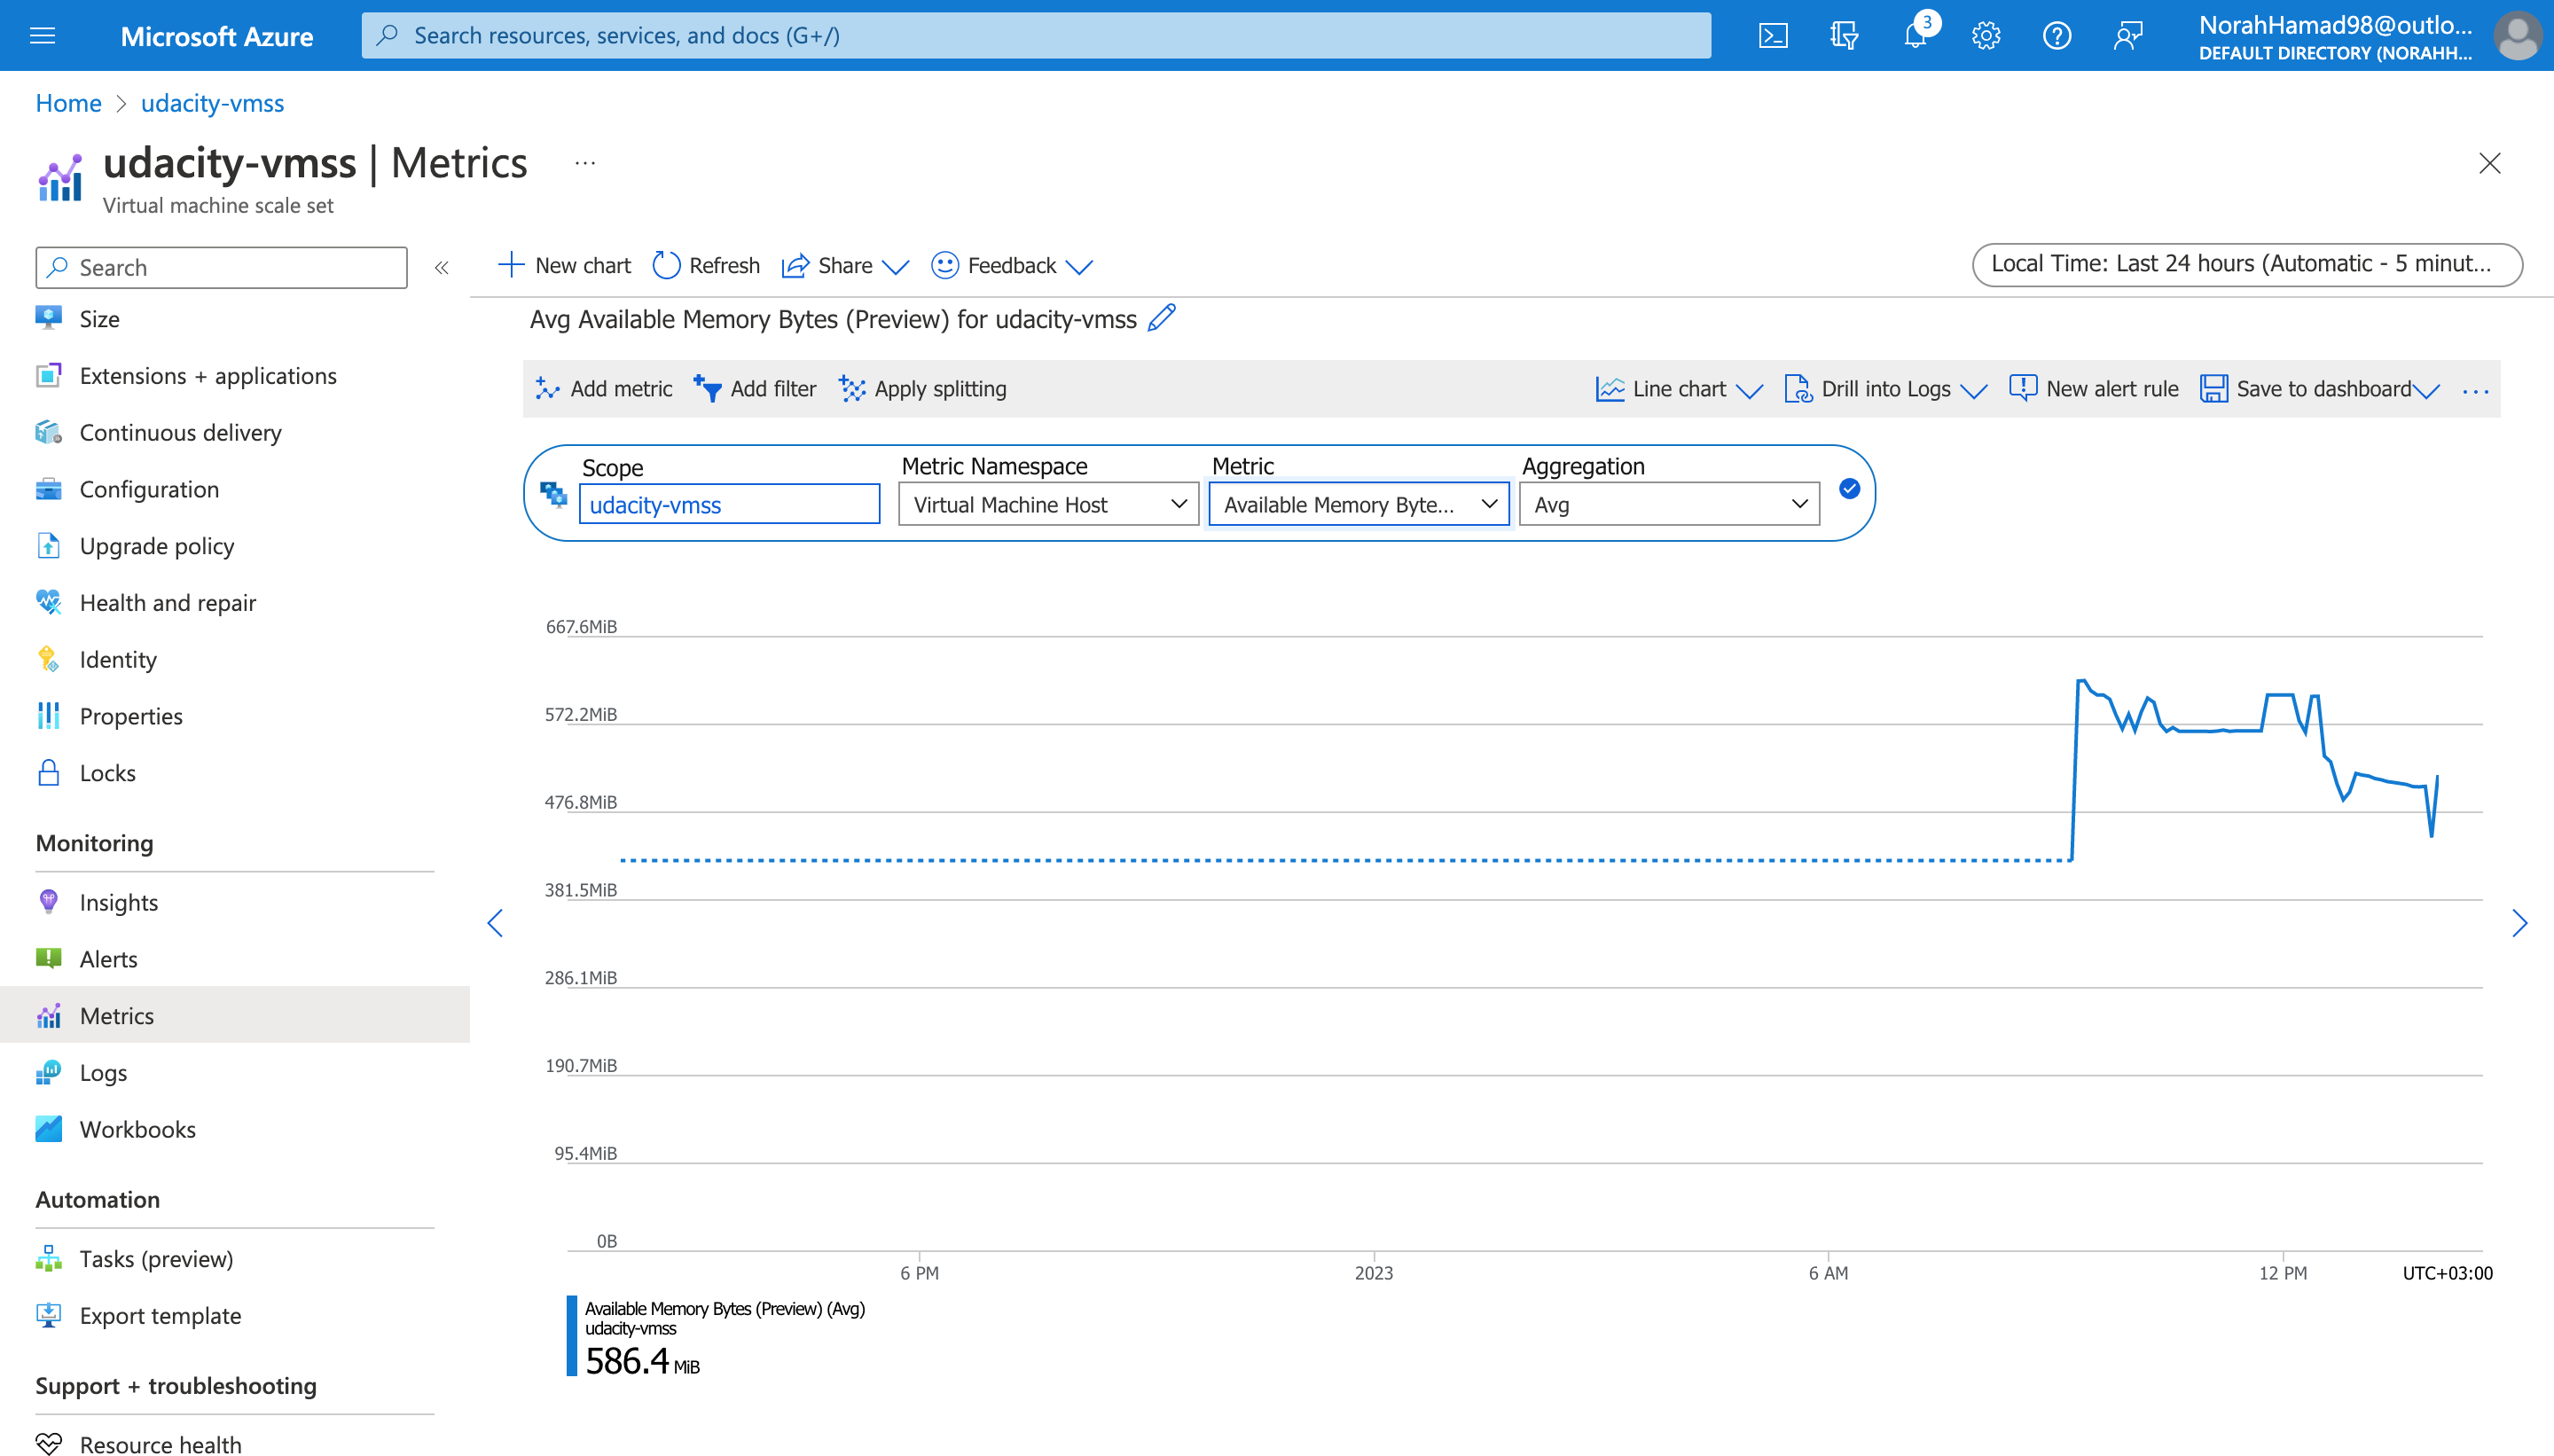 Microsoft Azure
Search resources, services, and docs (G+/)
3
NorahHamad98@outlo...
DEFAULT DIRECTORY (NORAHH...
Home > udacity-vmss
udacity-vmss | Metrics ...
Virtual machine scale set
Search
«
New chart
Refresh
Share
Feedback
Local Time: Last 24 hours (Automatic - 5 minut...
Size
Extensions + applications
Continuous delivery
Configuration
Upgrade policy
Health and repair
Identity
Properties
Locks
Monitoring
Insights
Alerts
Metrics
Logs
Workbooks
Automation
Tasks (preview)
Export template
Support + troubleshooting
Resource health
Avg Available Memory Bytes (Preview) for udacity-vmss
Add metric
Add filter
Apply splitting
Line chart
Drill into Logs
New alert rule
Save to dashboard
...
Scope
udacity-vmss
Metric Namespace
Virtual Machine Host
Metric
Available Memory Byte...
Aggregation
Avg
667.6MiB
572.2MiB
476.8MiB
381.5MiB
286.1MiB
190.7MiB
95.4MiB
0B
6 PM
2023
6 AM
12 PM
UTC+03:00
Available Memory Bytes (Preview) (Avg)
udacity-vmss
586.4 MiB